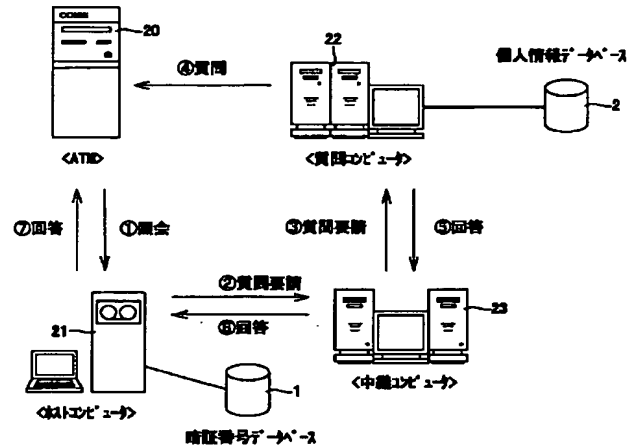 20
22
個人情報データベース
④質問
2
<ATM>
<質問コンピュータ>
⑦回答
①照会
③質問要請
⑤回答
②質問要請
21
⑥回答
23
1
<ホストコンピュータ>
<中継コンピュータ>
暗証番号データベース